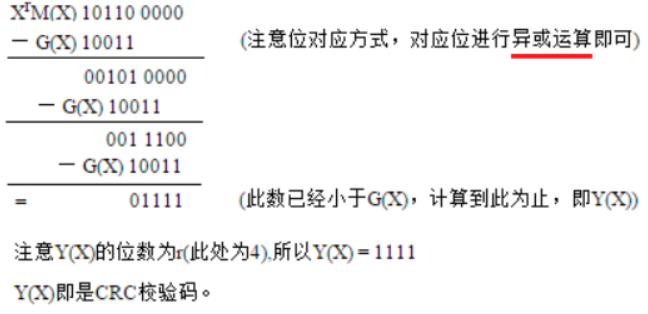 XʳM(X) 10110 0000
— G(X) 10011 (注意位对应方式，对应位进行异或运算即可)
00101 0000
— G(X) 10011
001 1100
— G(X) 10011
= 01111 (此数已经小于G(X)，计算到此为止，即Y(X))
注意Y(X)的位数为r(此处为4),所以Y(X) = 1111
Y(X)即是CRC校验码。